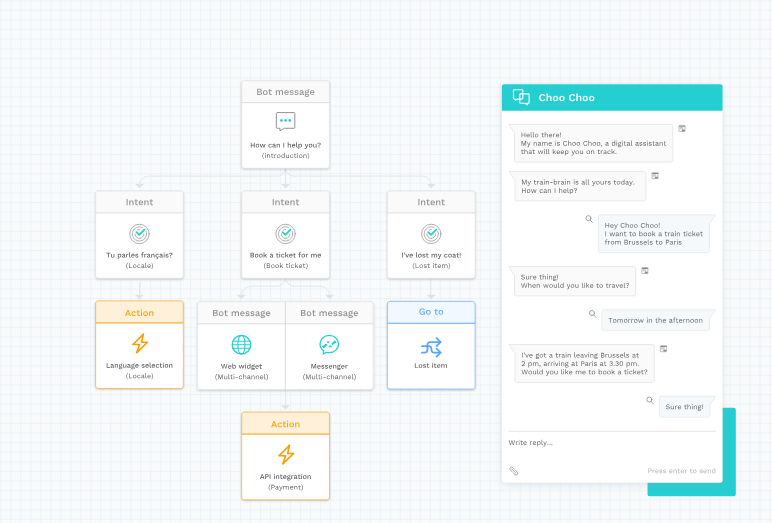 Bot message
How can I help you?
(introduction)
Intent
Tu parles français?
(Locale)
Intent
Book a ticket for me
(Book ticket)
Intent
I've lost my coat!
(Lost item)
Action
Language selection
(Locale)
Bot message
Web widget
(Multi-channel)
Bot message
Messenger
(Multi-channel)
Go to
Lost item
Action
API integration
(Payment)
Choo Choo
Hello there!
My name is Choo Choo, a digital assistant
that will keep you on track.
My train-brain is all yours today.
How can I help?
Hey Choo Choo!
I want to book a train ticket
from Brussels to Paris
Sure thing!
When would you like to travel?
Tomorrow in the afternoon
I've got a train leaving Brussels at
2 pm, arriving at Paris at 3.30 pm.
Would you like me to book a ticket?
Sure thing!
Write reply...
Press enter to send